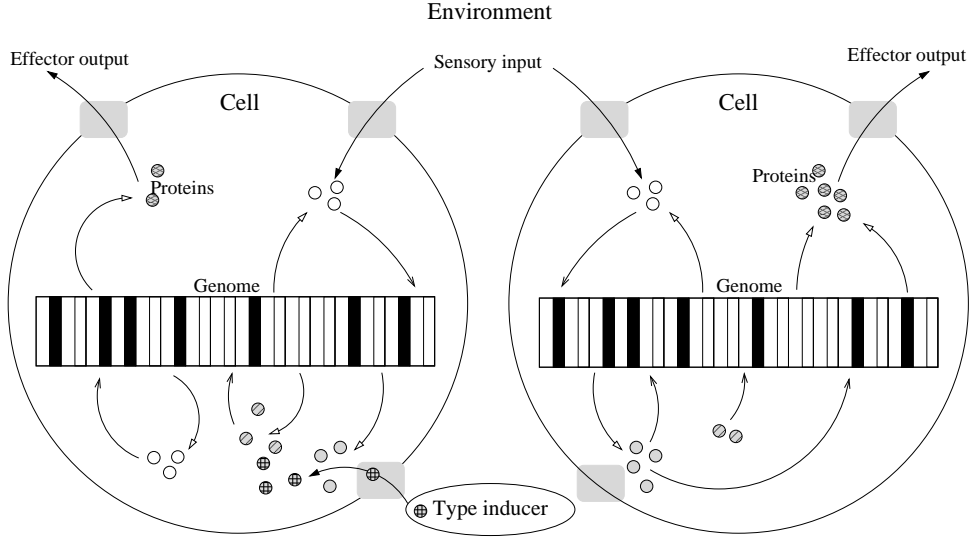 Environment
Effector output
Sensory input
Effector output
Cell
Cell
Proteins
Proteins
Genome
Genome
Type inducer